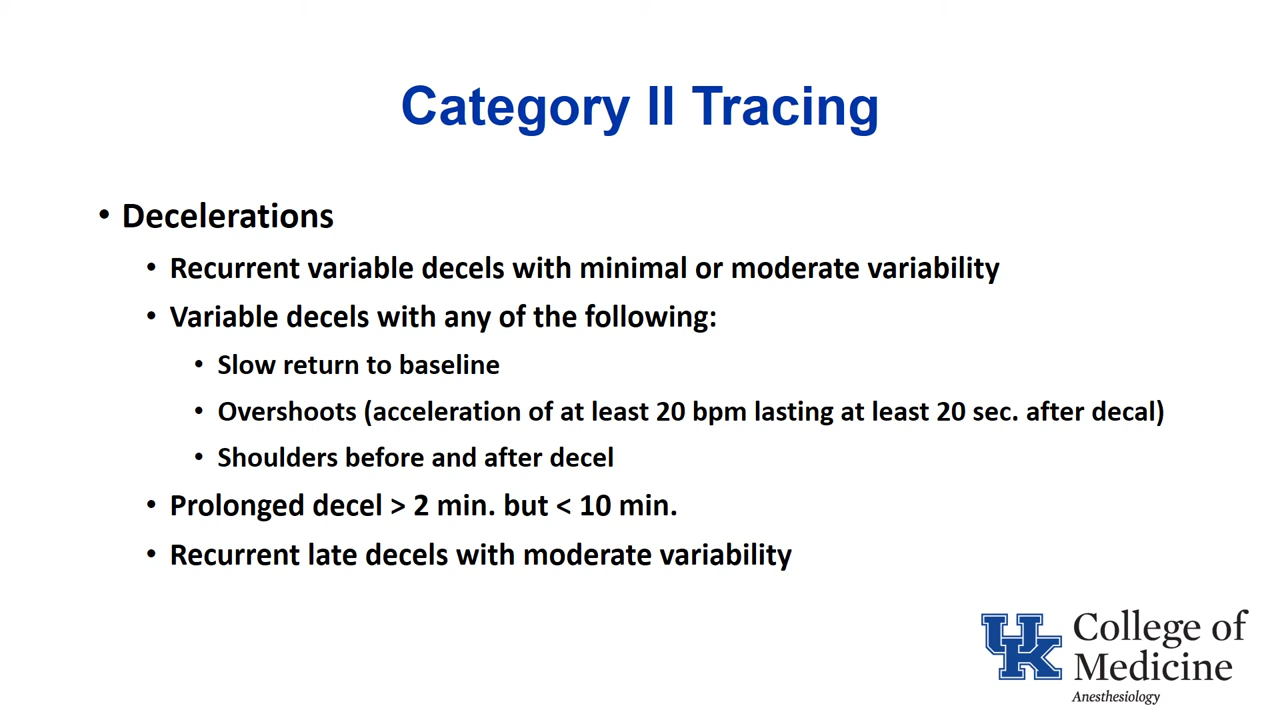 Category II Tracing
• Decelerations
• Recurrent variable decels with minimal or moderate variability
• Variable decels with any of the following:
• Slow return to baseline
• Overshoots (acceleration of at least 20 bpm lasting at least 20 sec. after decal)
• Shoulders before and after decel
• Prolonged decel > 2 min. but < 10 min.
• Recurrent late decels with moderate variability
UK
College of
Medicine
Anesthesiology